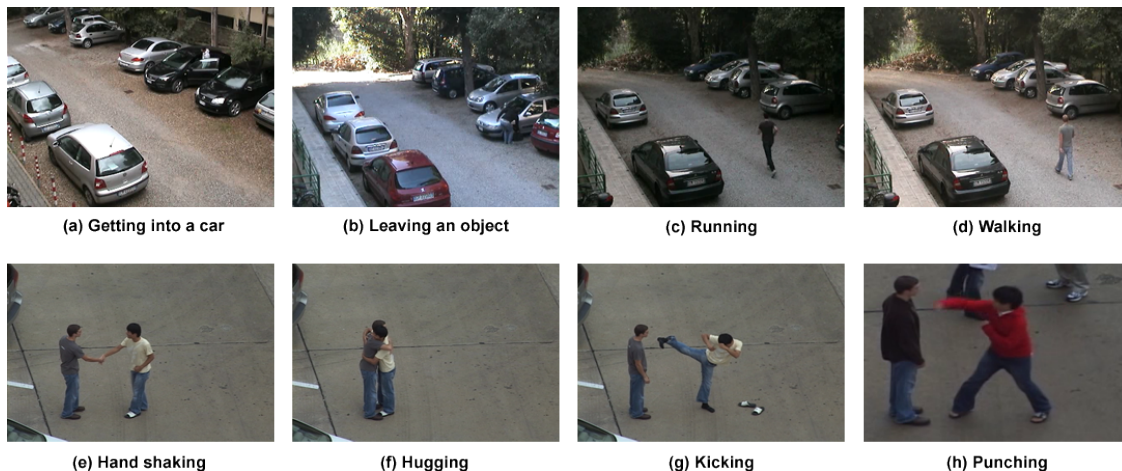 (a) Getting into a car
(b) Leaving an object
(c) Running
(d) Walking
(e) Hand shaking
(f) Hugging
(g) Kicking
(h) Punching